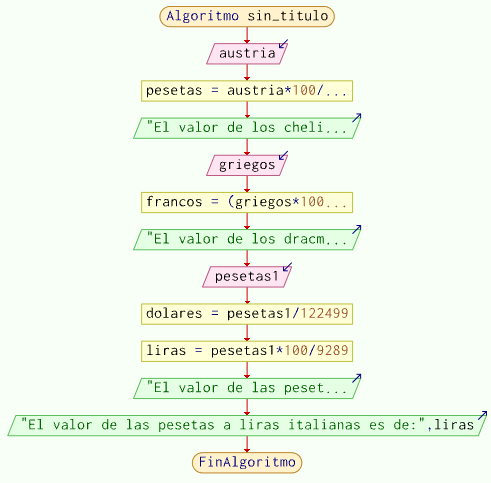 Algoritmo sin_titulo
austria
pesetas = austria*100/...
"El valor de los cheli...
griegos
francos = (griegos*100...
"El valor de los dracm...
pesetas1
dolares = pesetas1/122499
liras = pesetas1*100/9289
"El valor de las peset...
"El valor de las pesetas a liras italianas es de:",liras
FinAlgoritmo